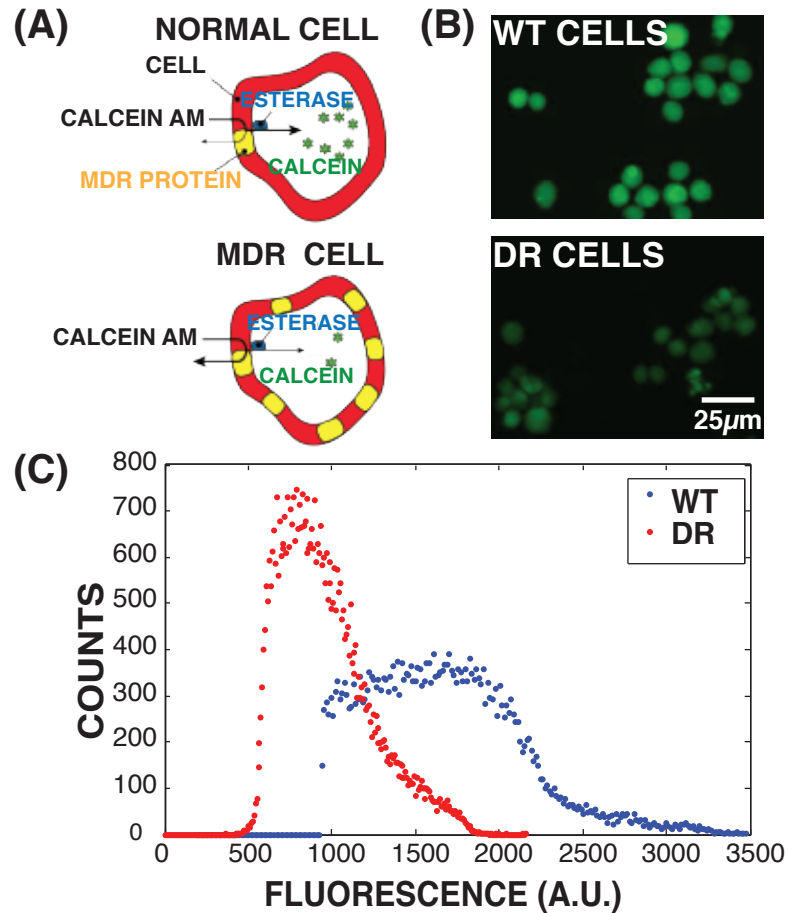 (A)
NORMAL CELL
CELL
ESTERASE
CALCEIN AM
CALCEIN
MDR PROTEIN
MDR CELL
ESTERASE
CALCEIN AM
CALCEIN
(B)
WT CELLS
DR CELLS
25μm
(C)
800
700
600
500
400
300
200
100
0
COUNTS
WT
DR
0 500 1000 1500 2000 2500 3000 3500
FLUORESCENCE (A.U.)